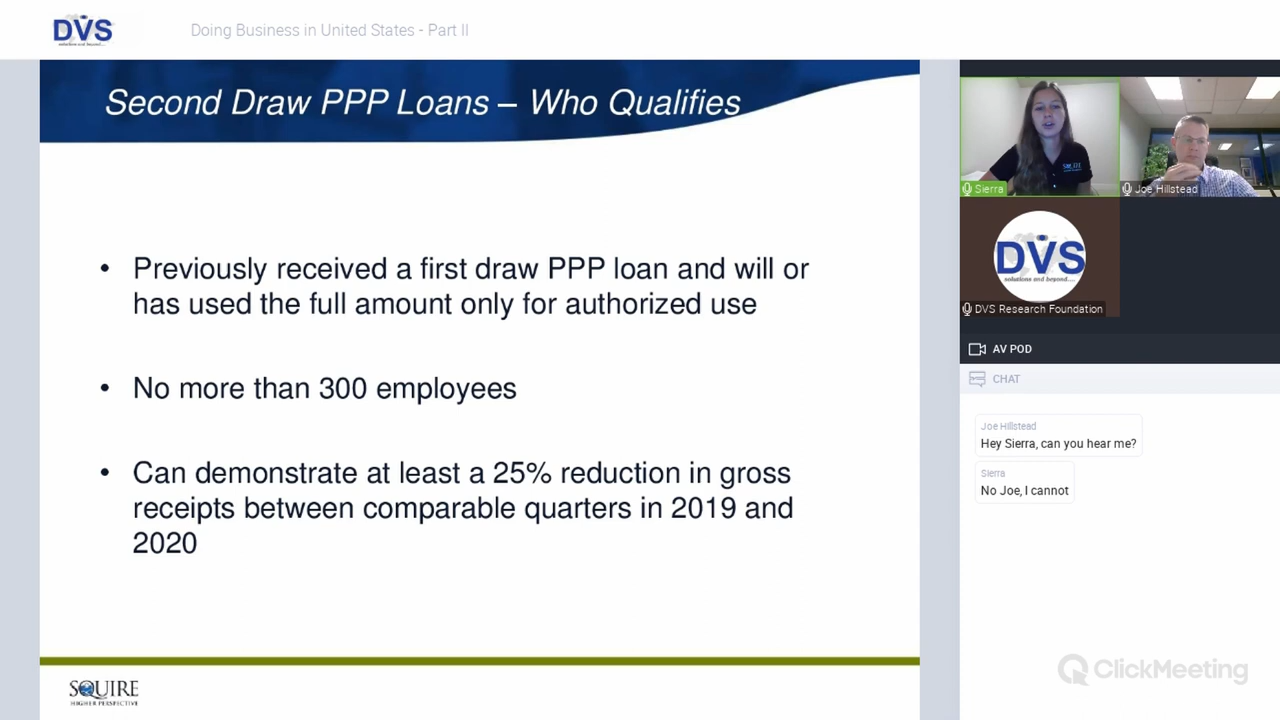 DVS
solutions and beyond....
Doing Business in United States - Part II
Second Draw PPP Loans – Who Qualifies
• Previously received a first draw PPP loan and will or
has used the full amount only for authorized use
• No more than 300 employees
• Can demonstrate at least a 25% reduction in gross
receipts between comparable quarters in 2019 and
2020
SQUIRE
HIGHER PERSPECTIVE
SQUIRE
Sierra
Joe Hillstead
DVS
solutions and beyond....
DVS Research Foundation
AV POD
CHAT
Joe Hillstead
Hey Sierra, can you hear me?
Sierra
No Joe, I cannot
ClickMeeting